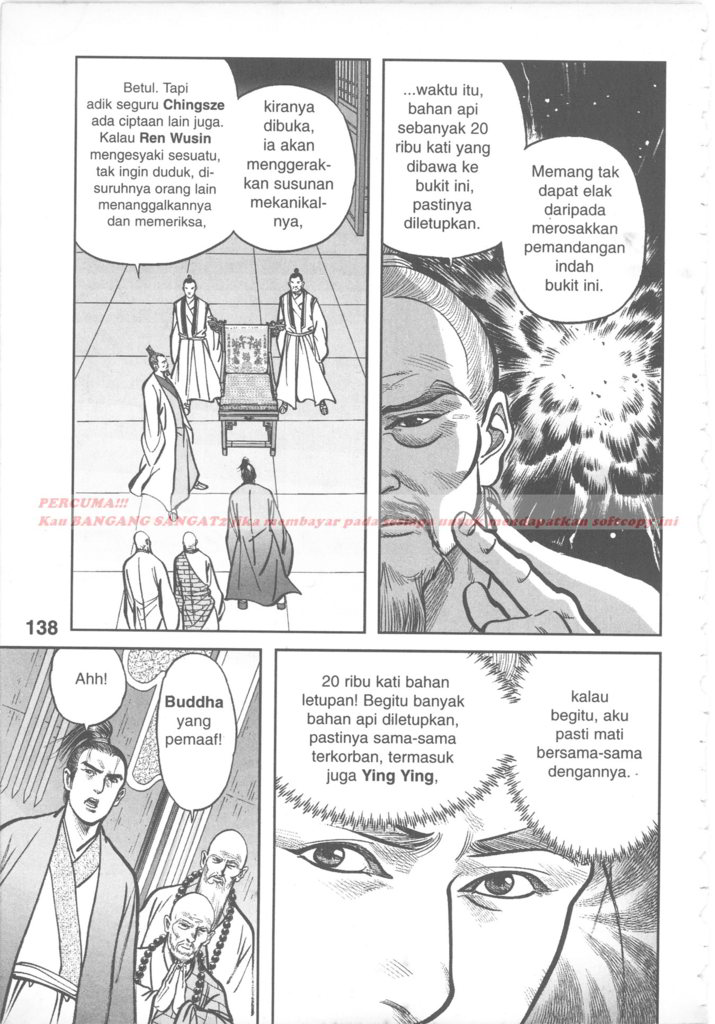 Betul. Tapi
adik seguru Chingsze
ada ciptaan lain juga.
Kalau Ren Wusin
mengesyaki sesuatu,
tak ingin duduk, di-
suruhnya orang lain
menanggalkannya
dan memeriksa,
kiranya
dibuka,
ia akan
menggerak-
kan susunan
mekanikal-
nya,
...waktu itu,
bahan api
sebanyak 20
ribu kati yang
dibawa ke
bukit ini,
pastinya
diletupkan.
Memang tak
dapat elak
daripada
merosakkan
pemandangan
indah
bukit ini.
PERCUMA!!!
Kau BANGANG SANGAT2 jika membayar pada sesiapa untuk mendapatkan softcopy ini
138
Ahh!
Buddha
yang
pemaaf!
20 ribu kati bahan
letupan! Begitu banyak
bahan api diletupkan,
pastinya sama-sama
terkorban, termasuk
juga Ying Ying,
kalau
begitu, aku
pasti mati
bersama-sama
dengannya.